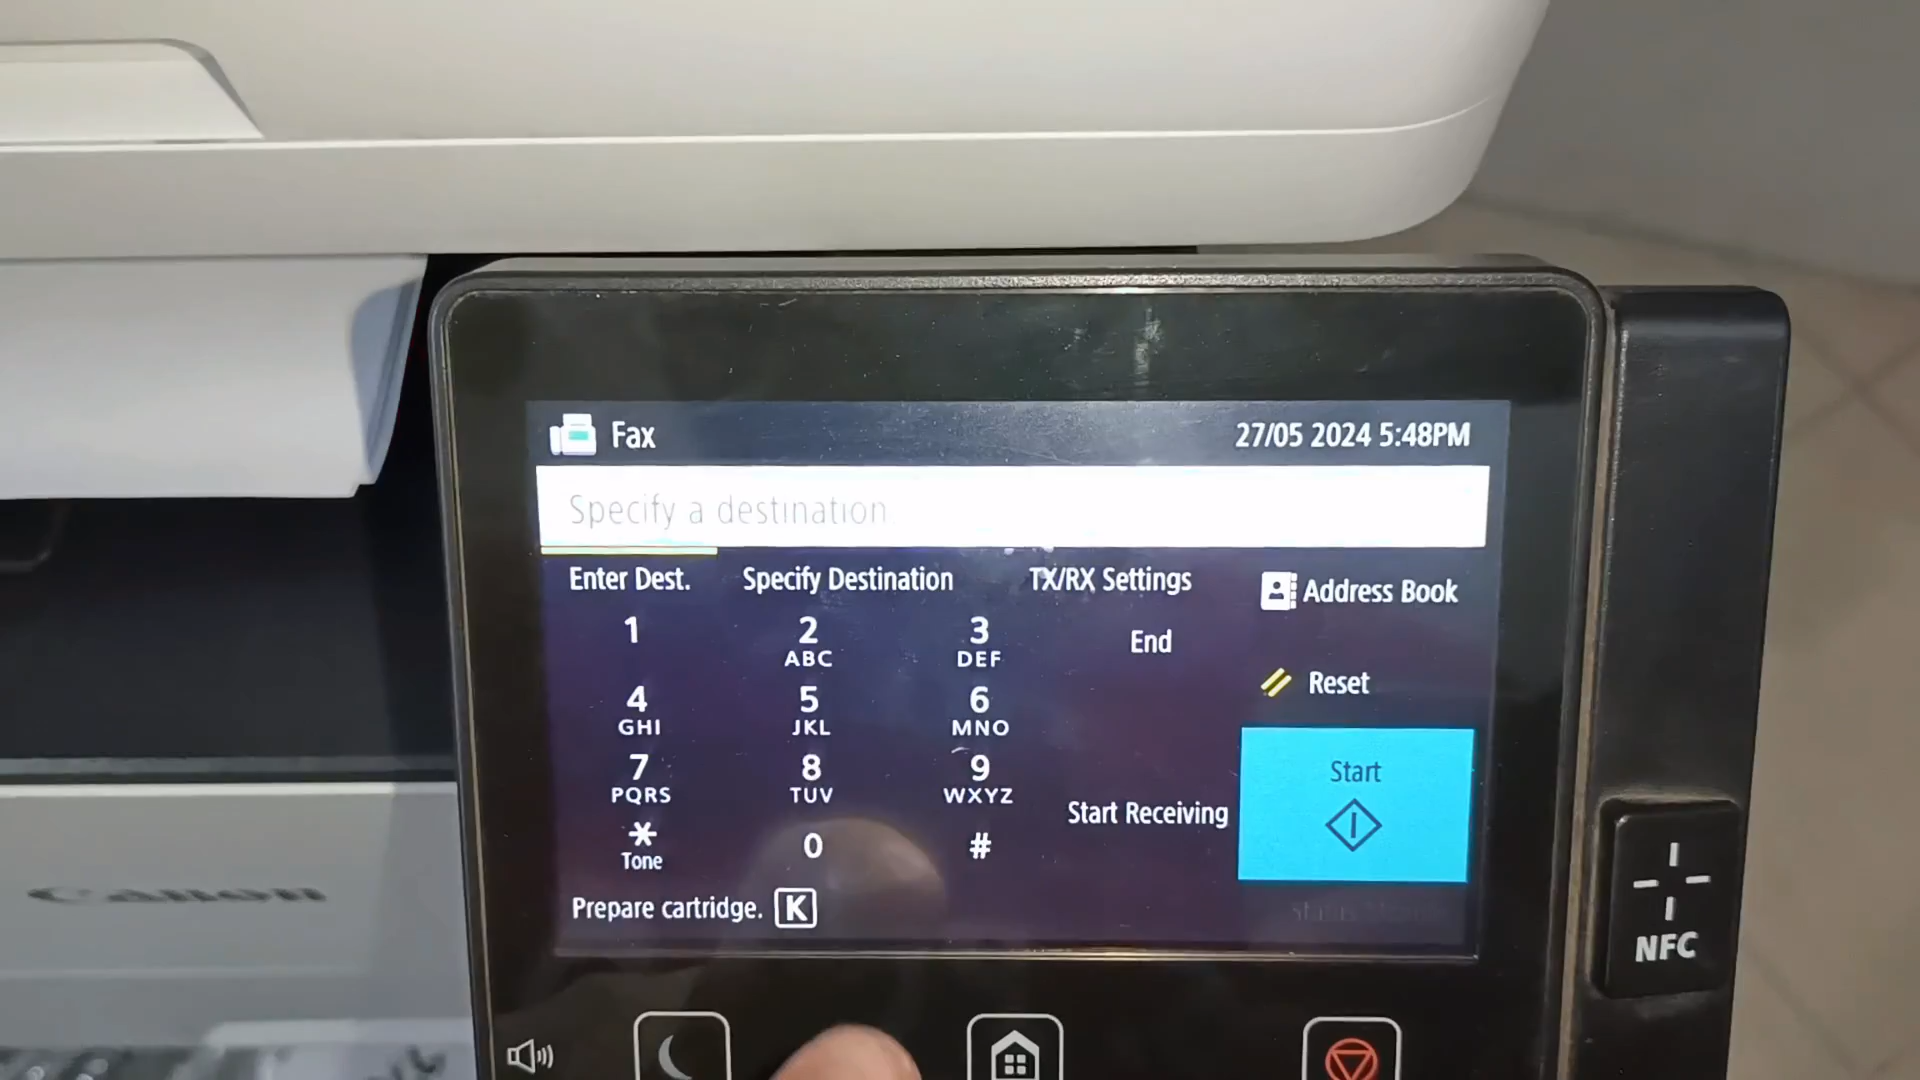 Fax 27/05 2024 5:48PM
Specify a destination
Enter Dest. Specify Destination TX/RX Settings Address Book
1 2 3 End
ABC DEF
Reset
4 5 6
GHI JKL MNO
7 8 9 Start
PQRS TUV WXYZ
Start Receiving
* 0 #
Tone
Prepare cartridge. K
Canon
NFC